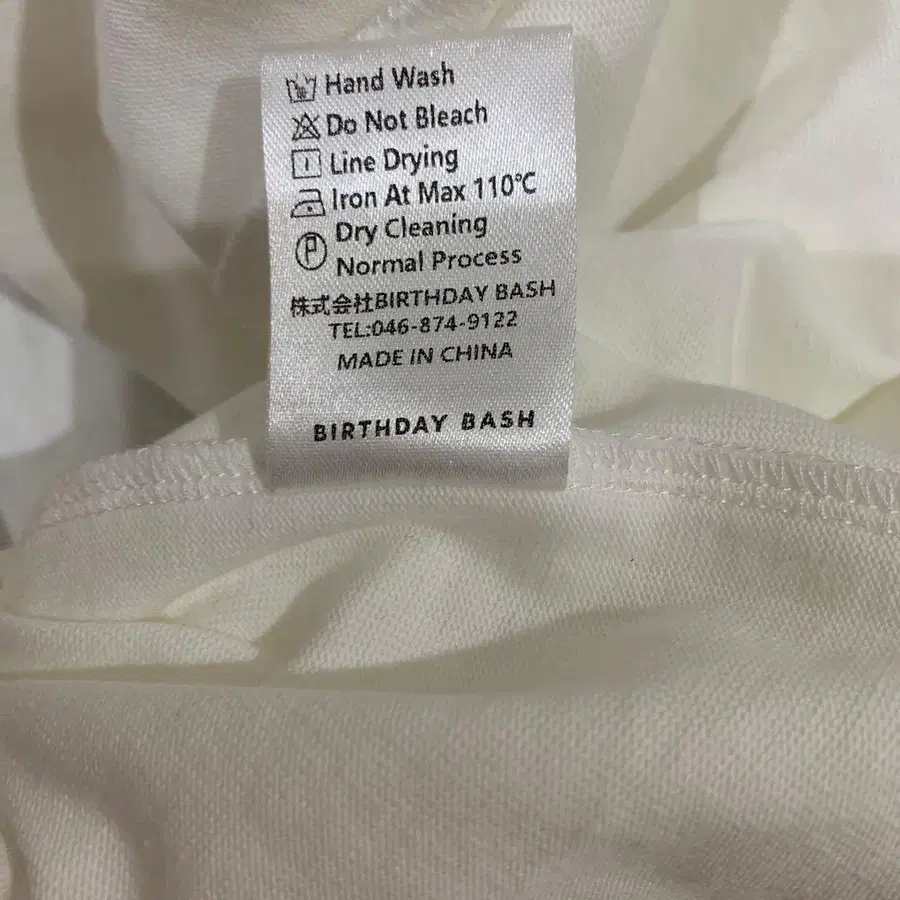 Hand Wash
Do Not Bleach
Line Drying
Iron At Max 110℃
Dry Cleaning
P
Normal Process
株式会社BIRTHDAY BASH
TEL:046-874-9122
MADE IN CHINA
BIRTHDAY BASH